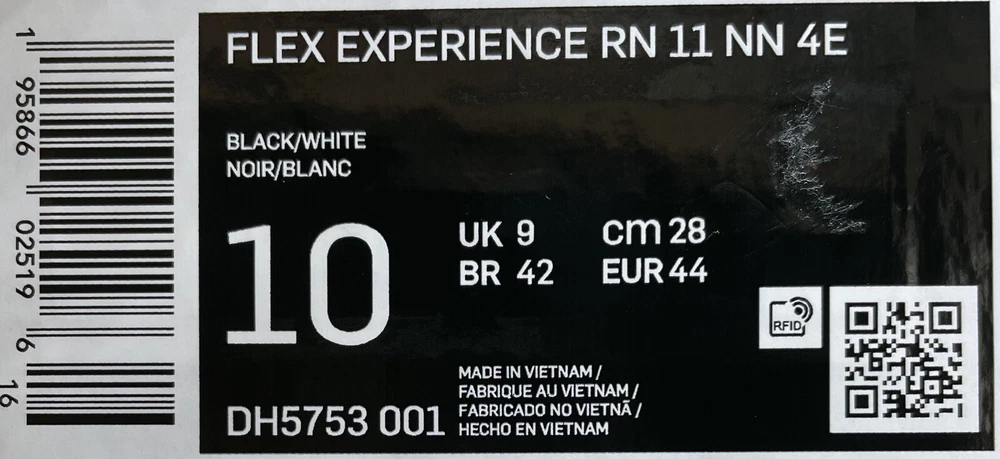 FLEX EXPERIENCE RN 11 NN 4E
BLACK/WHITE
NOIR/BLANC
10
UK 9
cm 28
BR 42
EUR 44
RFID
MADE IN VIETNAM /
FABRIQUE AU VIETNAM /
FABRICADO NO VIETNÃ /
HECHO EN VIETNAM
DH5753 001
1 95866 02519 6
16